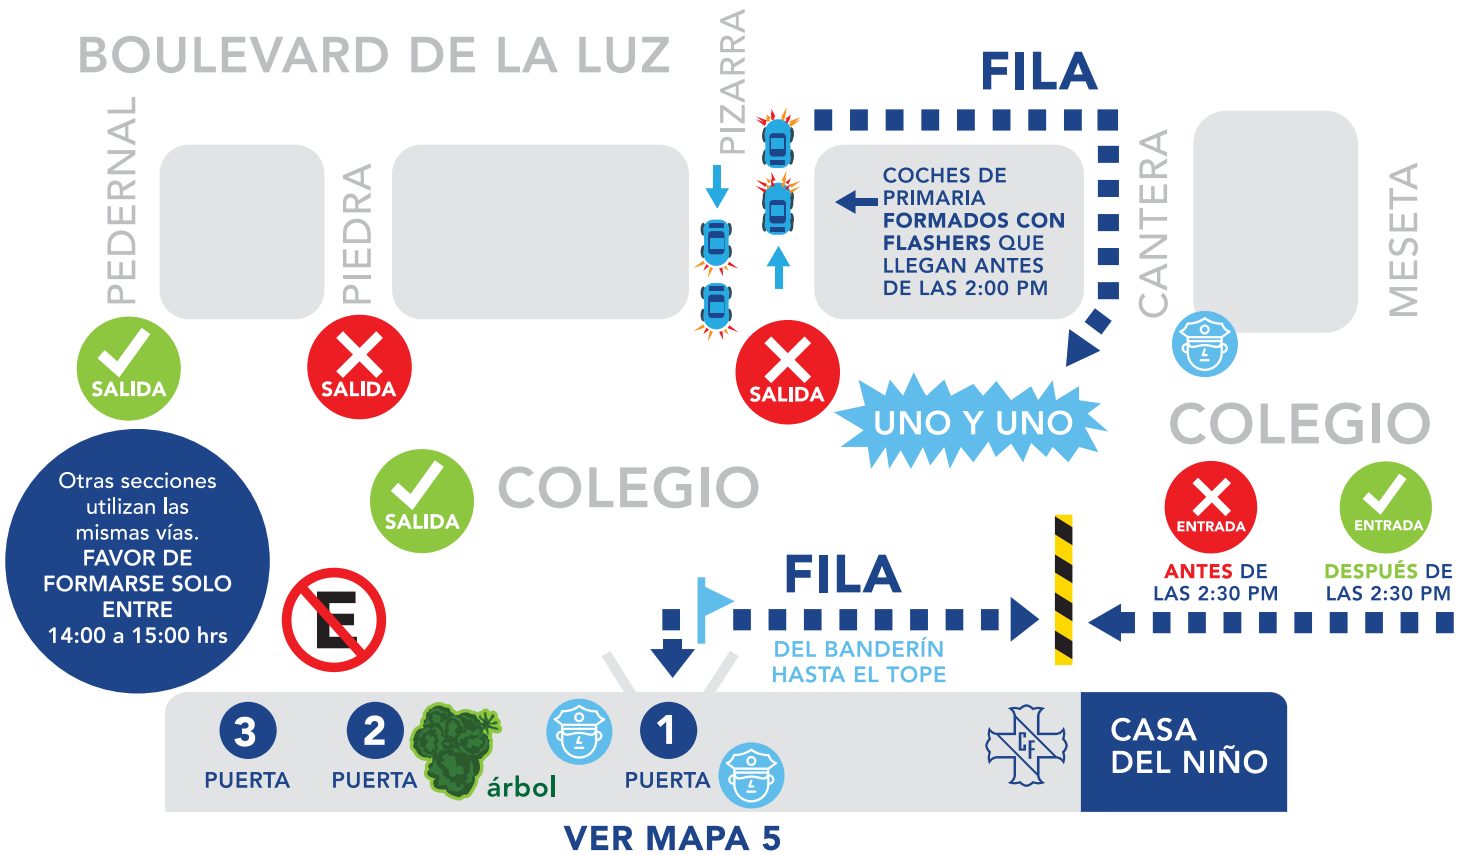 BOULEVARD DE LA LUZ
PIZARRA
FILA
PEDERNAL
PIEDRA
COCHES DE
PRIMARIA
FORMADOS CON
FLASHERS QUE
LLEGAN ANTES
DE LAS 2:00 PM
CANTERA
MESETA
SALIDA
SALIDA
SALIDA
UNO Y UNO
COLEGIO
Otras secciones
utilizan las
mismas vías.
FAVOR DE
FORMARSE SOLO
ENTRE
14:00 a 15:00 hrs
SALIDA
COLEGIO
ENTRADA
ANTES DE
LAS 2:30 PM
ENTRADA
DESPUÉS DE
LAS 2:30 PM
E
FILA
DEL BANDERÍN
HASTA EL TOPE
3
PUERTA
2
PUERTA
árbol
1
PUERTA
CF
CASA
DEL NIÑO
VER MAPA 5